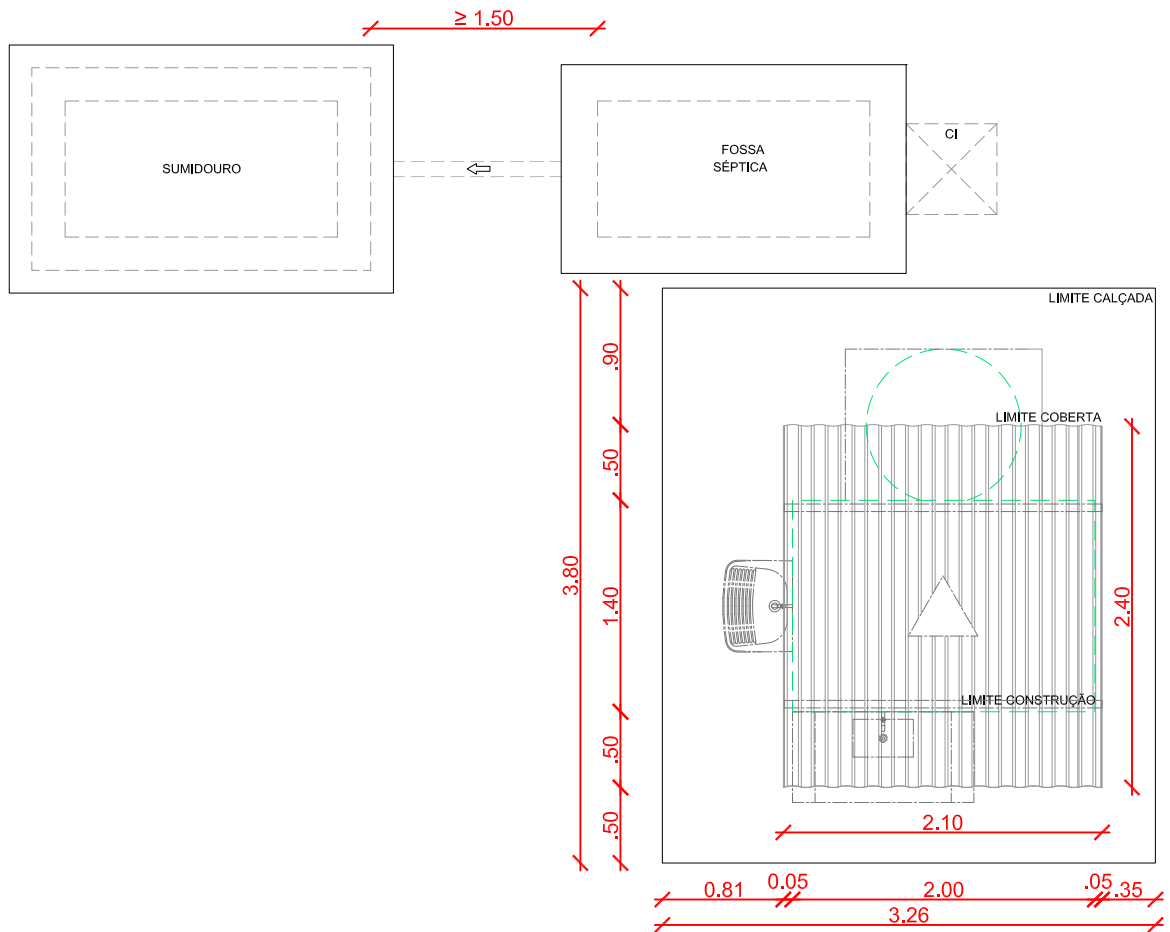 ≥ 1.50
CI
FOSSA
SÉPTICA
SUMIDOURO
LIMITE CALÇADA
.90
LIMITE COBERTA
.50
3.80
1.40
2.40
LIMITE CONSTRUÇÃO
.50
.50
2.10
0.81
0.05
2.00
.05
.35
3.26